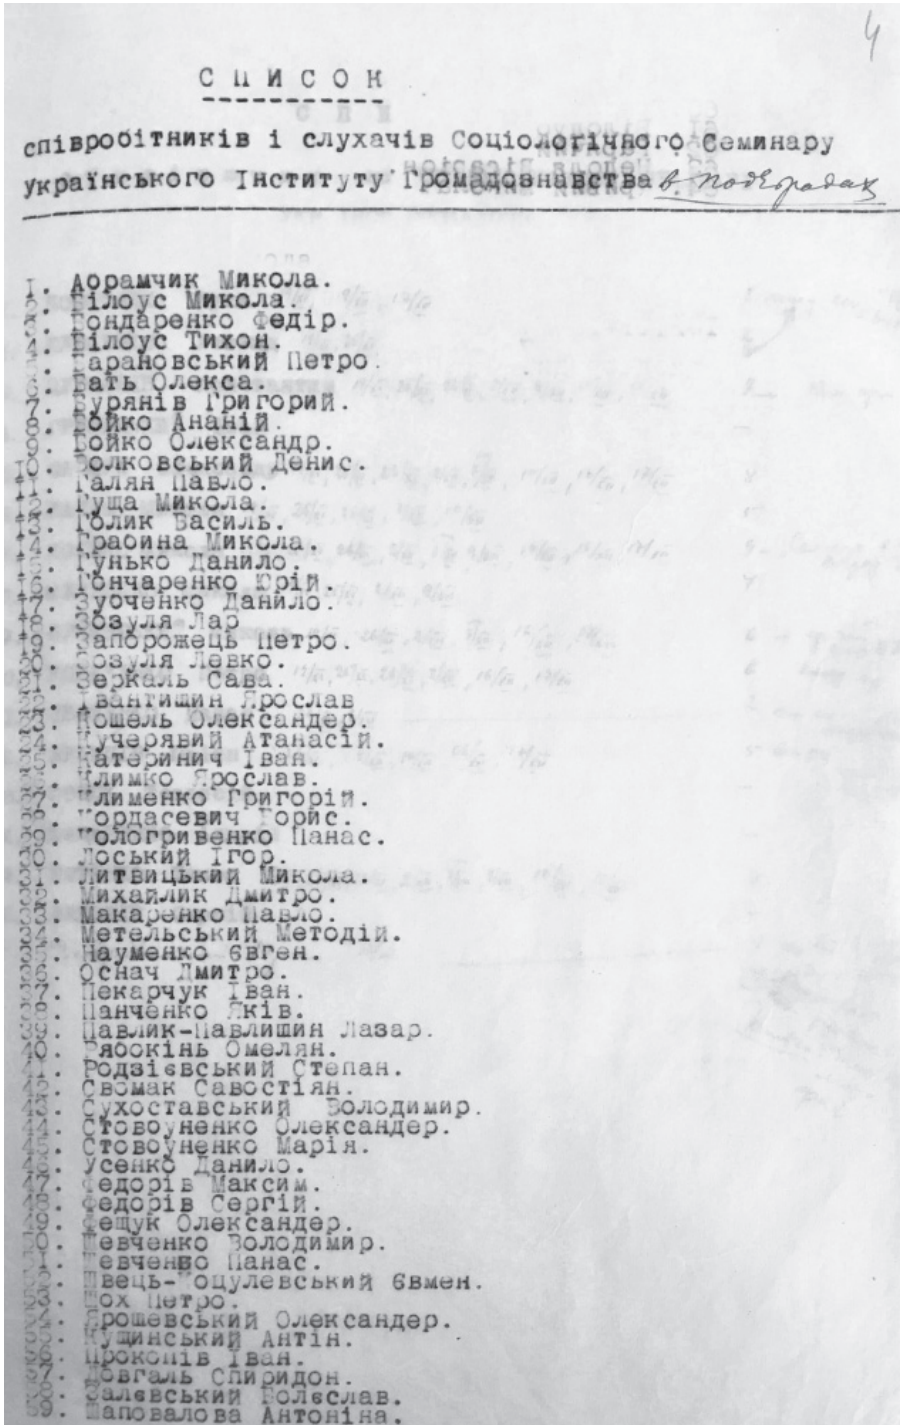 4
СПИСОК
співробітників і слухачів Соціологічного Семинару
Українського Інституту Громадознавства в. Подєбрадах
1. Абрамчик Микола.
2. Білоус Микола.
3. Бондаренко Федір.
4. Білоус Тихон.
5. Барановський Петро.
6. Бать Олекса.
7. Бурянів Григорий.
8. Бойко Ананій.
9. Бойко Олександр.
10. Волковський Денис.
11. Галян Павло.
12. Гуща Микола.
13. Голик Василь.
14. Грабина Микола.
15. Гунько Данило.
16. Гончаренко Юрій.
17. Зубченко Данило.
18. Зозуля Лар
19. Запорожець Петро.
20. Зозуля Левко.
21. Зеркаль Сава.
22. Івантишин Ярослав
23. Кошель Олександер.
24. Кучерявий Атанасій.
25. Катеринич Іван.
26. Климко Ярослав.
27. Клименко Григорій.
28. Кордасевич Борис.
29. Кологривенко Панас.
30. Лоський Ігор.
31. Литвицький Микола.
32. Михайлик Дмитро.
33. Макаренко Павло.
34. Метельський Методій.
35. Науменко Євген.
36. Оснач Дмитро.
37. Пекарчук Іван.
38. Панченко Яків.
39. Павлик-Павлишин Лазар.
40. Рябокінь Омелян.
41. Родзієвський Степан.
42. Свомак Савостіян.
43. Сухоставський Володимир.
44. Стовбуненко Олександер.
45. Стовбуненко Марія.
46. Усенко Данило.
47. Федорів Максим.
48. Федорів Сергій.
49. Фещук Олександер.
50. Шевченко Володимир.
51. Шевченко Панас.
52. Швець-Коцулевський Євмен.
53. Шох Петро.
54. Ярошевський Олександер.
55. Кущинський Антін.
56. Прокопів Іван.
57. Довгаль Спиридон.
58. Залєвський Болєслав.
59. Шаповалова Антоніна.